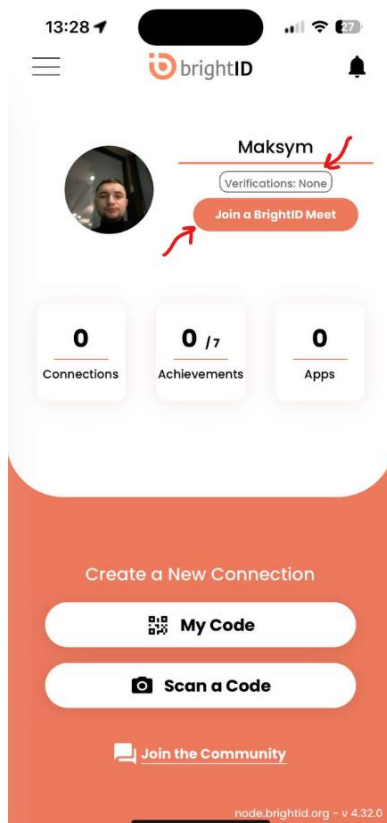 13:28
27
brightID
Maksym
Verifications: None
Join a BrightID Meet
0
0 /7
0
Connections
Achievements
Apps
Create a New Connection
My Code
Scan a Code
Join the Community
node.brightid.org - v 4.32.0